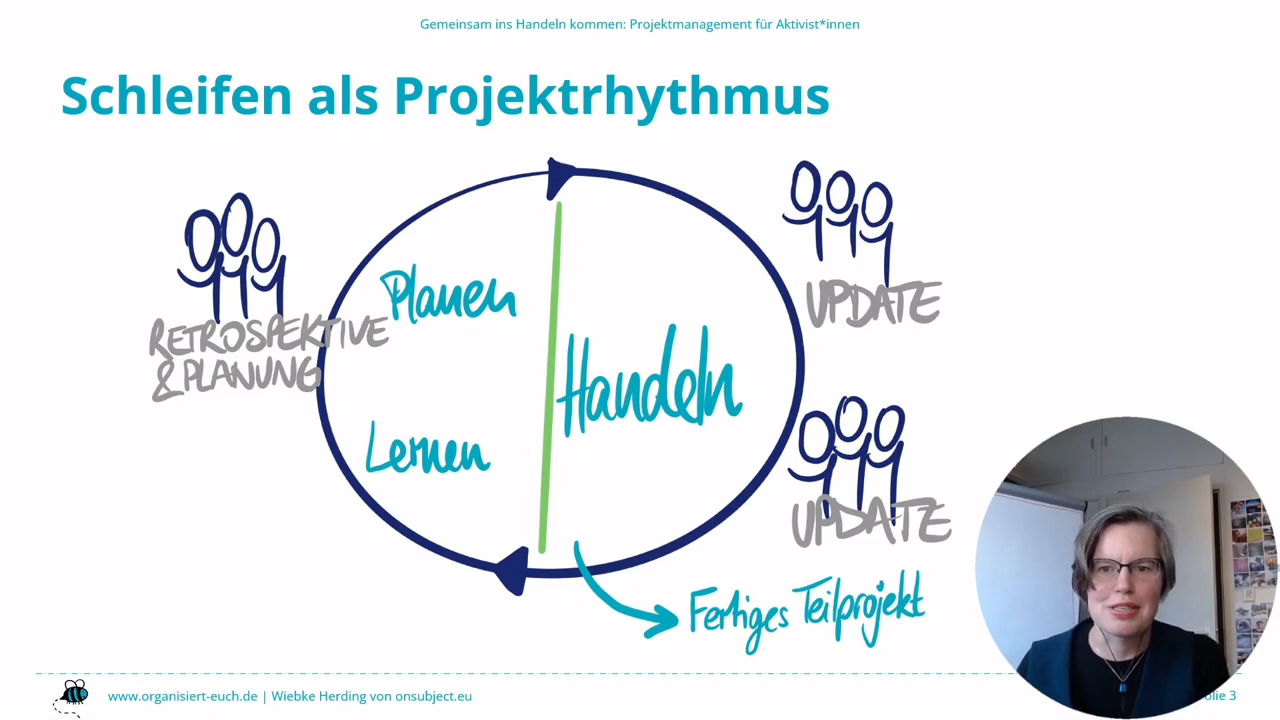 Gemeinsam ins Handeln kommen: Projektmanagement für Aktivist*innen
Schleifen als Projektrhythmus
Planen
UPDATE
RETROSPEKTIVE
& PLANUNG
Handeln
Lernen
UPDATE
Fertiges Teilprojekt
www.organisiert-euch.de | Wiebke Herding von onsubject.eu
olie 3